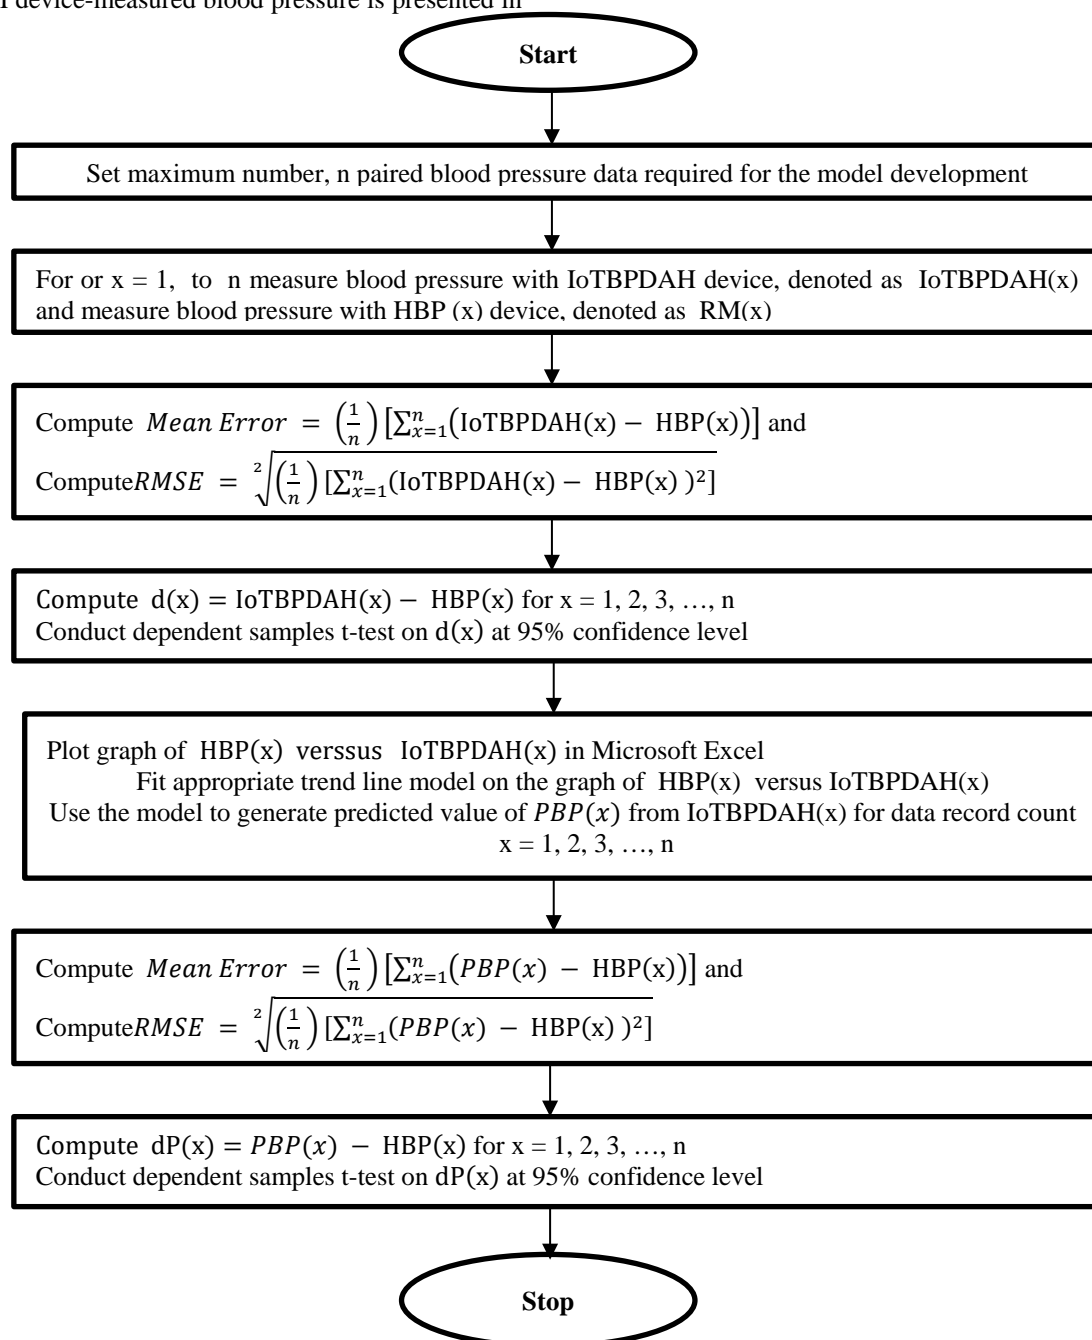 device-measured blood pressure is presented in
Start
Set maximum number, n paired blood pressure data required for the model development
For or x = 1, to n measure blood pressure with IoTBPDAH device, denoted as IoTBPDAH(x)
and measure blood pressure with HBP (x) device, denoted as RM(x)
Compute Mean Error = (1/n) [∑ₓ₌₁ⁿ(IoTBPDAH(x) − HBP(x))] and
ComputeRMSE = ²√((1/n) [∑ₓ₌₁ⁿ(IoTBPDAH(x) − HBP(x) )²])
Compute d(x) = IoTBPDAH(x) − HBP(x) for x = 1, 2, 3, …, n
Conduct dependent samples t-test on d(x) at 95% confidence level
Plot graph of HBP(x) verssus IoTBPDAH(x) in Microsoft Excel
Fit appropriate trend line model on the graph of HBP(x) versus IoTBPDAH(x)
Use the model to generate predicted value of PBP(x) from IoTBPDAH(x) for data record count
x = 1, 2, 3, …, n
Compute Mean Error = (1/n) [∑ₓ₌₁ⁿ(PBP(x) − HBP(x))] and
ComputeRMSE = ²√((1/n) [∑ₓ₌₁ⁿ(PBP(x) − HBP(x) )²])
Compute dP(x) = PBP(x) − HBP(x) for x = 1, 2, 3, …, n
Conduct dependent samples t-test on dP(x) at 95% confidence level
Stop